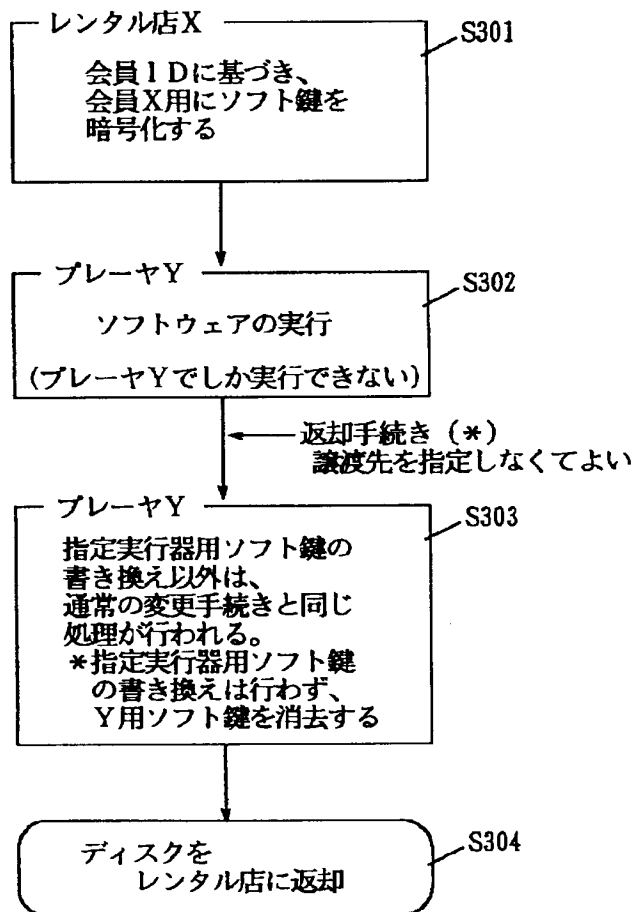 レンタル店X
S301
会員IDに基づき、
会員X用にソフト鍵を
暗号化する
プレーヤY
S302
ソフトウェアの実行
(プレーヤYでしか実行できない)
返却手続き(*)
譲渡先を指定しなくてよい
プレーヤY
S303
指定実行器用ソフト鍵の
書き換え以外は、
通常の変更手続きと同じ
処理が行われる。
*指定実行器用ソフト鍵
の書き換えは行わず、
Y用ソフト鍵を消去する
S304
ディスクを
レンタル店に返却